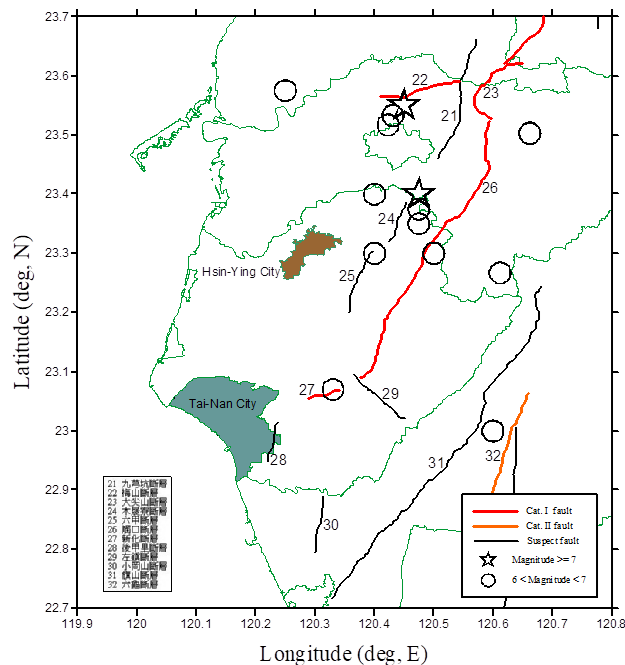 23.7
23.6
23.5
23.4
23.3
23.2
23.1
23
22.9
22.8
22.7
Latitude (deg, N)
22
21
23
26
24
Hsin-Ying City
25
27
29
Tai-Nan City
28
31
32
30
21 九芎坑斷層
22 梅山斷層
23 大尖山斷層
24 木屐寮斷層
25 六甲斷層
26 觸口斷層
27 新化斷層
28 後甲里斷層
29 左鎮斷層
30 小岡山斷層
31 旗山斷層
32 六龜斷層
Cat. I fault
Cat. II fault
Suspect fault
Magnitude >= 7
6 < Magnitude < 7
119.9 120 120.1 120.2 120.3 120.4 120.5 120.6 120.7 120.8
Longitude (deg, E)